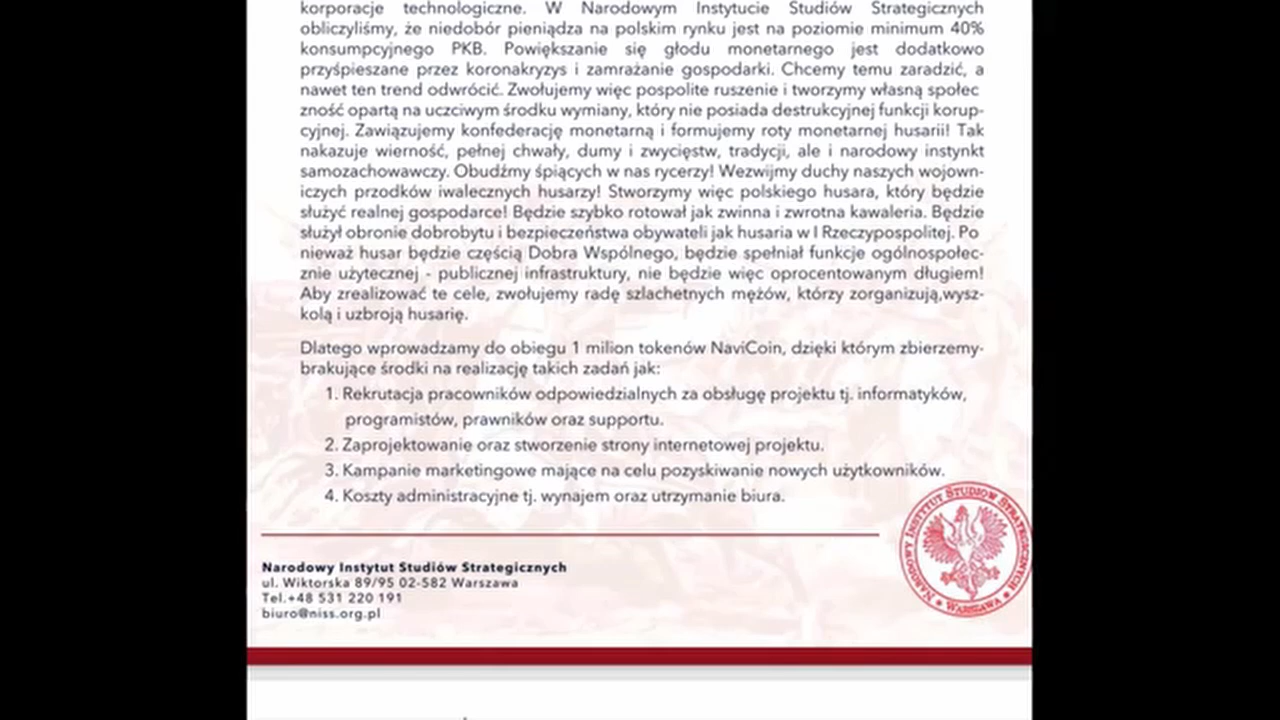 korporacje technologiczne. W Narodowym Instytucie Studiów Strategicznych
obliczyliśmy, że niedobór pieniądza na polskim rynku jest na poziomie minimum 40%
konsumpcyjnego PKB. Powiększanie się głodu monetarnego jest dodatkowo
przyśpieszane przez koronakryzys i zamrażanie gospodarki. Chcemy temu zaradzić, a
nawet ten trend odwrócić. Zwołujemy więc pospolite ruszenie i tworzymy własną społec
zność opartą na uczciwym środku wymiany, który nie posiada destrukcyjnej funkcji korup-
cyjnej. Zawiązujemy konfederację monetarną i formujemy roty monetarnej husarii! Tak
nakazuje wierność, pełnej chwały, dumy i zwycięstw, tradycji, ale i narodowy instynkt
samozachowawczy. Obudźmy śpiących w nas rycerzy! Wezwijmy duchy naszych wojown-
iczych przodków iwalecznych husarzy! Stworzymy więc polskiego husara, który będzie
służyć realnej gospodarce! Będzie szybko rotował jak zwinna i zwrotna kawaleria. Będzie
służył obronie dobrobytu i bezpieczeństwa obywateli jak husaria w I Rzeczypospolitej. Po
nieważ husar będzie częścią Dobra Wspólnego, będzie spełniał funkcje ogólnospołec-
znie użytecznej - publicznej infrastruktury, nie będzie więc oprocentowanym długiem!
Aby zrealizować te cele, zwołujemy radę szlachetnych mężów, którzy zorganizują,wysz-
kolą i uzbroją husarię.
Dlatego wprowadzamy do obiegu 1 milion tokenów NaviCoin, dzięki którym zbierzemy-
brakujące środki na realizację takich zadań jak:
1. Rekrutacja pracowników odpowiedzialnych za obsługę projektu tj. informatyków,
programistów, prawników oraz supportu.
2. Zaprojektowanie oraz stworzenie strony internetowej projektu.
3. Kampanie marketingowe mające na celu pozyskiwanie nowych użytkowników.
4. Koszty administracyjne tj. wynajem oraz utrzymanie biura.
Narodowy Instytut Studiów Strategicznych
ul. Wiktorska 89/95 02-582 Warszawa
Tel.+48 531 220 191
biuro@niss.org.pl
Narodowy Instytut Studiów Strategicznych
Warszawa